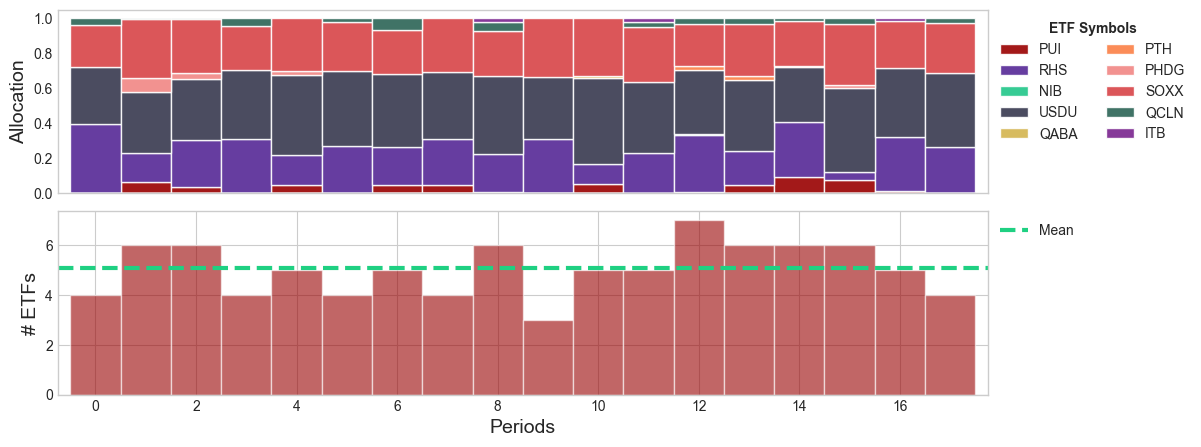 1.0
0.8
0.6
0.4
0.2
0.0
Allocation
ETF Symbols
PUI PTH
RHS PHDG
NIB SOXX
USDU QCLN
QABA ITB
6
4
2
0
# ETFs
Mean
0 2 4 6 8 10 12 14 16
Periods